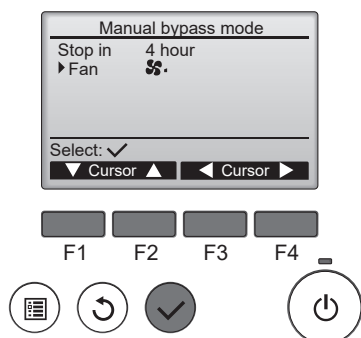 Manual bypass mode
Stop in 4 hour
Fan
Select:
Cursor Cursor
F1 F2 F3 F4